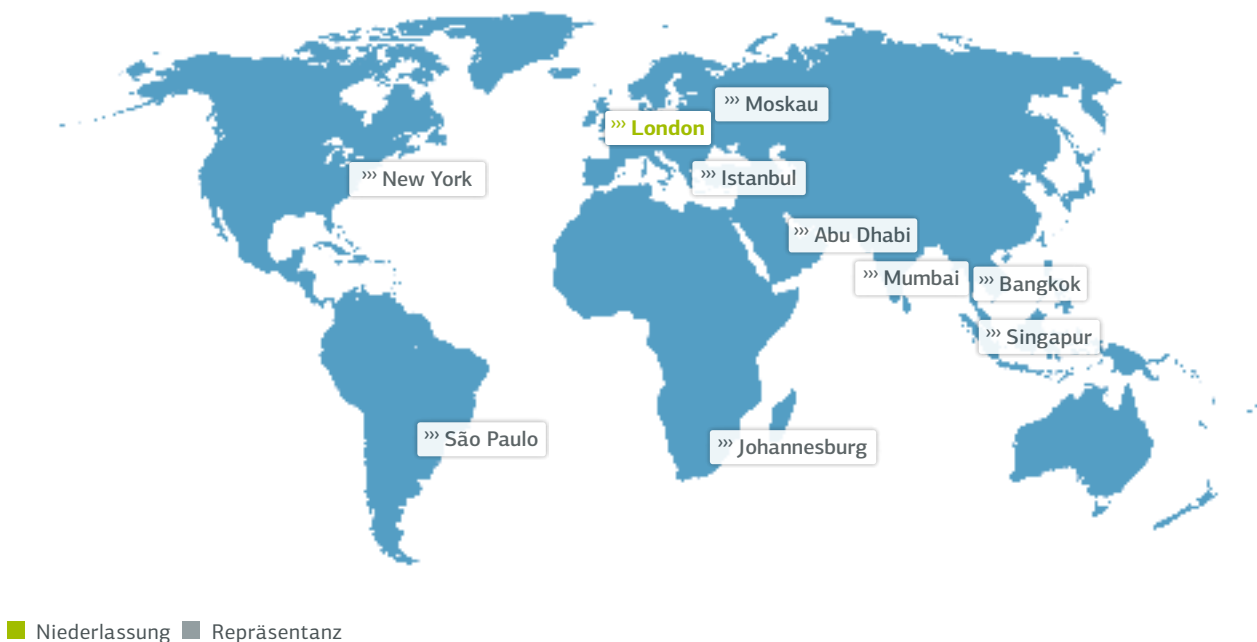 ››› Moskau
››› London
››› New York
››› Istanbul
››› Abu Dhabi
››› Mumbai
››› Bangkok
››› Singapur
››› São Paulo
››› Johannesburg
Niederlassung Repräsentanz